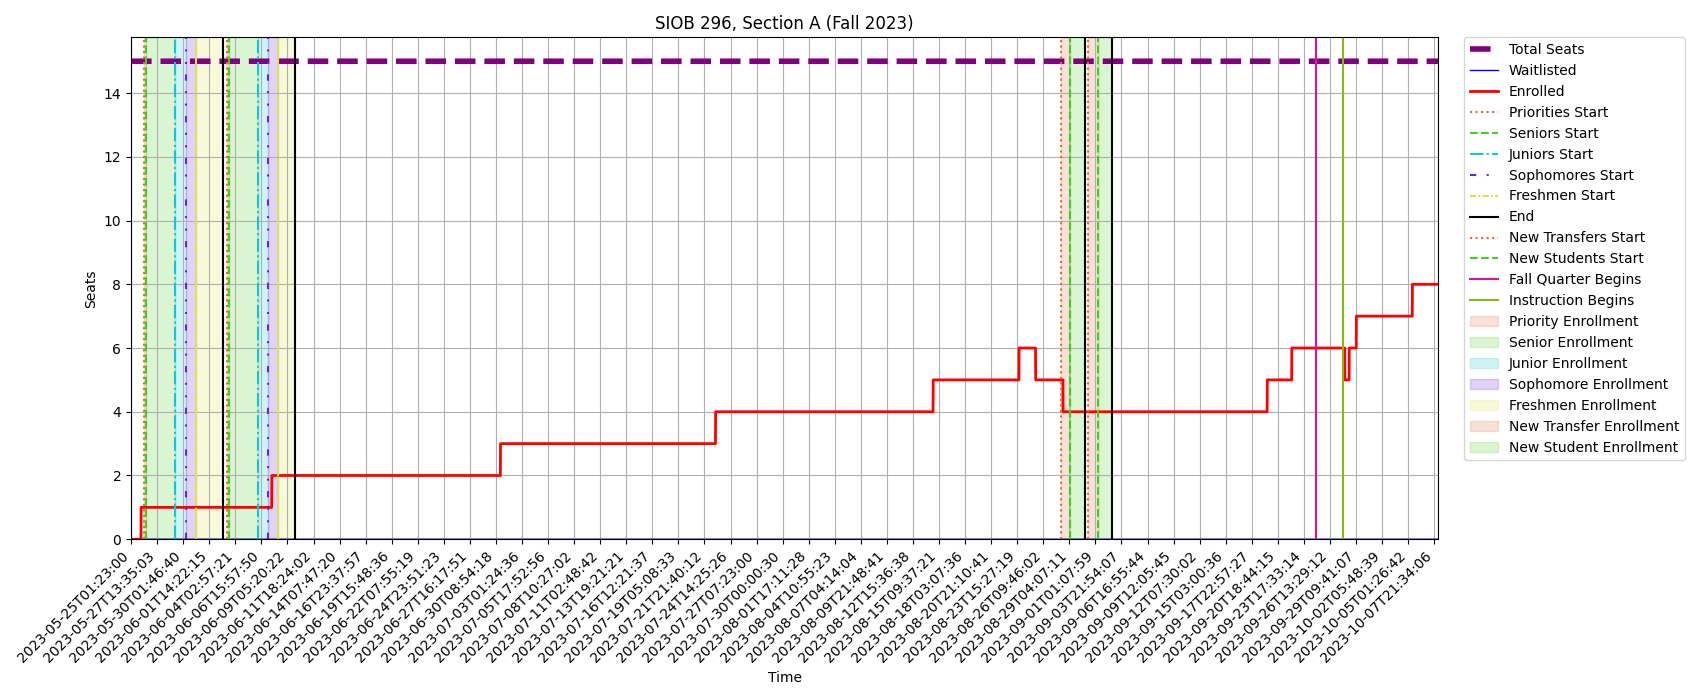 SIOB 296, Section A (Fall 2023)
Seats
14
12
10
8
6
4
2
0
2023-05-25T01:23:00
2023-05-27T13:35:03
2023-05-30T01:46:40
2023-06-01T14:22:15
2023-06-04T02:57:21
2023-06-06T15:57:50
2023-06-09T05:20:22
2023-06-11T18:24:02
2023-06-14T07:47:20
2023-06-16T23:37:57
2023-06-19T15:48:36
2023-06-22T07:55:19
2023-06-24T23:51:23
2023-06-27T16:17:51
2023-06-30T08:54:18
2023-07-03T01:24:36
2023-07-05T17:52:56
2023-07-08T10:27:02
2023-07-11T02:48:42
2023-07-13T19:21:21
2023-07-16T12:21:37
2023-07-19T05:08:33
2023-07-21T21:40:12
2023-07-24T14:25:26
2023-07-27T07:23:00
2023-07-30T00:00:30
2023-08-01T17:11:28
2023-08-04T10:55:23
2023-08-07T04:14:04
2023-08-09T21:48:41
2023-08-12T15:36:38
2023-08-15T09:37:21
2023-08-18T03:07:36
2023-08-20T21:10:41
2023-08-23T15:27:19
2023-08-26T09:46:02
2023-08-29T04:07:11
2023-09-01T01:07:59
2023-09-03T21:54:07
2023-09-06T16:55:44
2023-09-09T12:05:45
2023-09-12T07:30:02
2023-09-15T03:00:36
2023-09-17T22:57:27
2023-09-20T18:44:15
2023-09-23T17:33:14
2023-09-26T13:29:12
2023-09-29T09:41:07
2023-10-02T05:48:39
2023-10-05T01:26:42
2023-10-07T21:34:06
Time
Total Seats
Waitlisted
Enrolled
Priorities Start
Seniors Start
Juniors Start
Sophomores Start
Freshmen Start
End
New Transfers Start
New Students Start
Fall Quarter Begins
Instruction Begins
Priority Enrollment
Senior Enrollment
Junior Enrollment
Sophomore Enrollment
Freshmen Enrollment
New Transfer Enrollment
New Student Enrollment